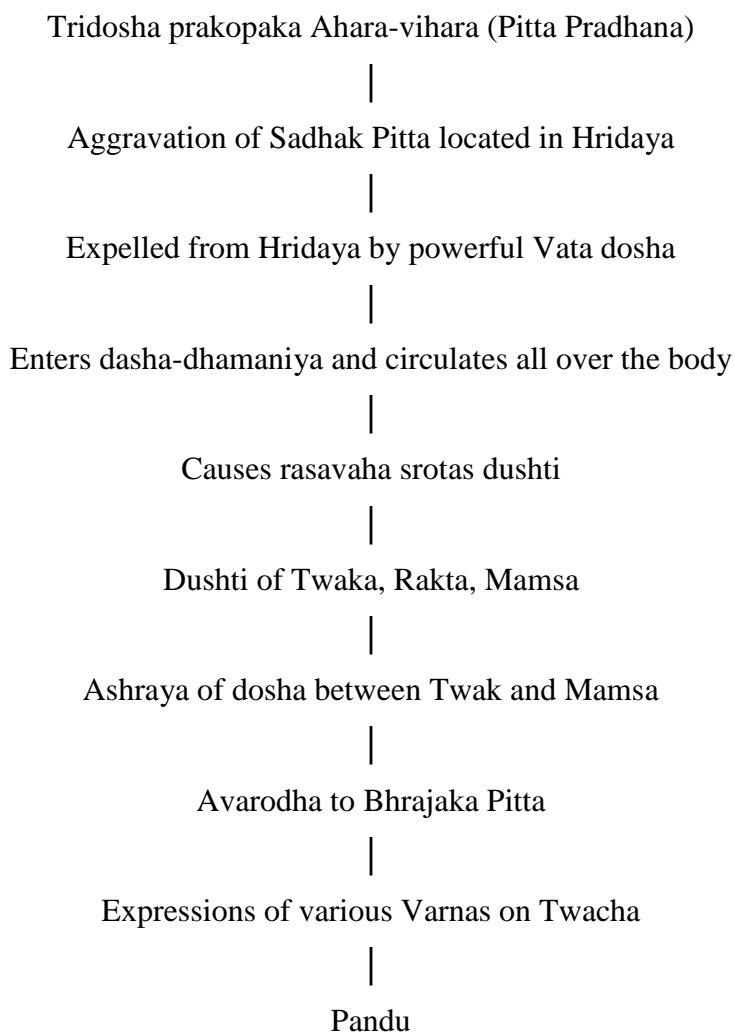 Tridosha prakopaka Ahara-vihara (Pitta Pradhana)
Aggravation of Sadhak Pitta located in Hridaya
Expelled from Hridaya by powerful Vata dosha
Enters dasha-dhamaniya and circulates all over the body
Causes rasavaha srotas dushti
Dushti of Twaka, Rakta, Mamsa
Ashraya of dosha between Twak and Mamsa
Avarodha to Bhrajaka Pitta
Expressions of various Varnas on Twacha
Pandu